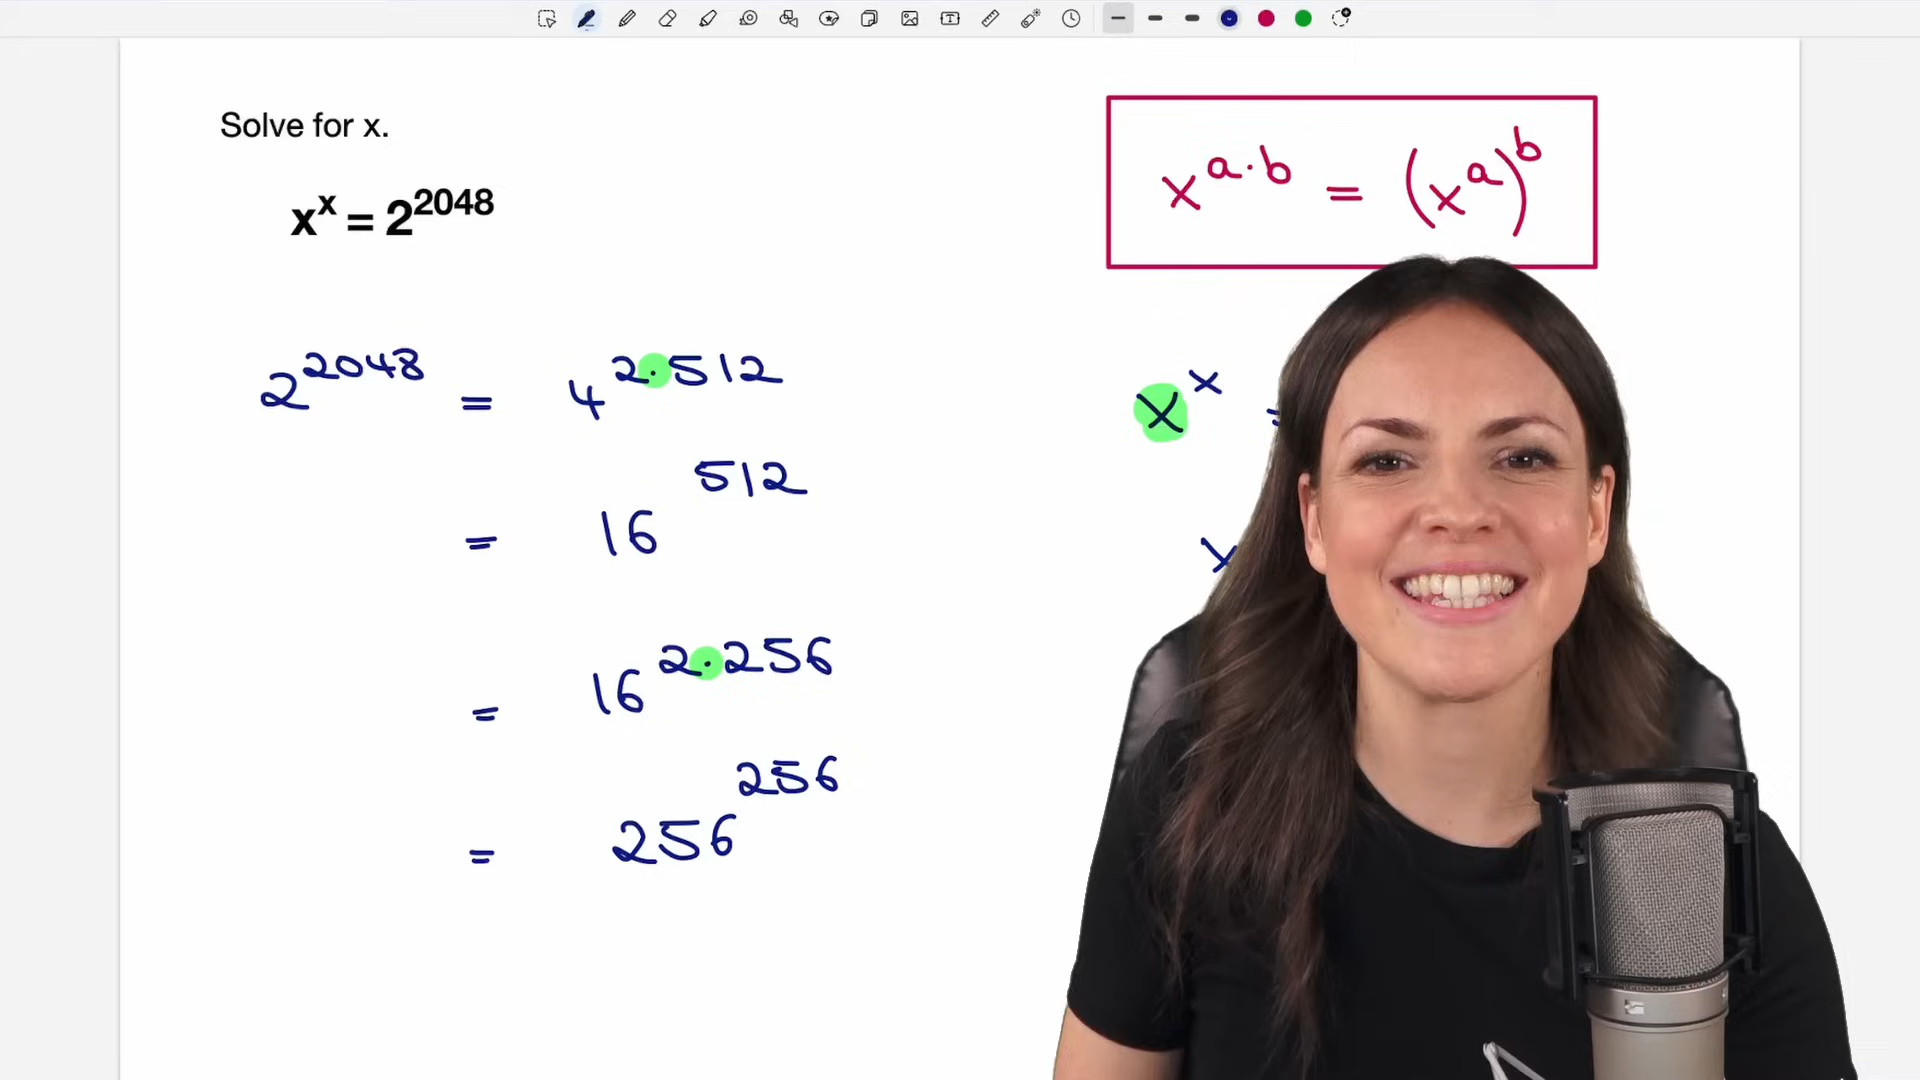 Solve for x.
x^x = 2^2048
x^a·b = (x^a)^b
2^2048 = 4^2·512
= 16^512
= 16^2·256
= 256^256
x^x =
x